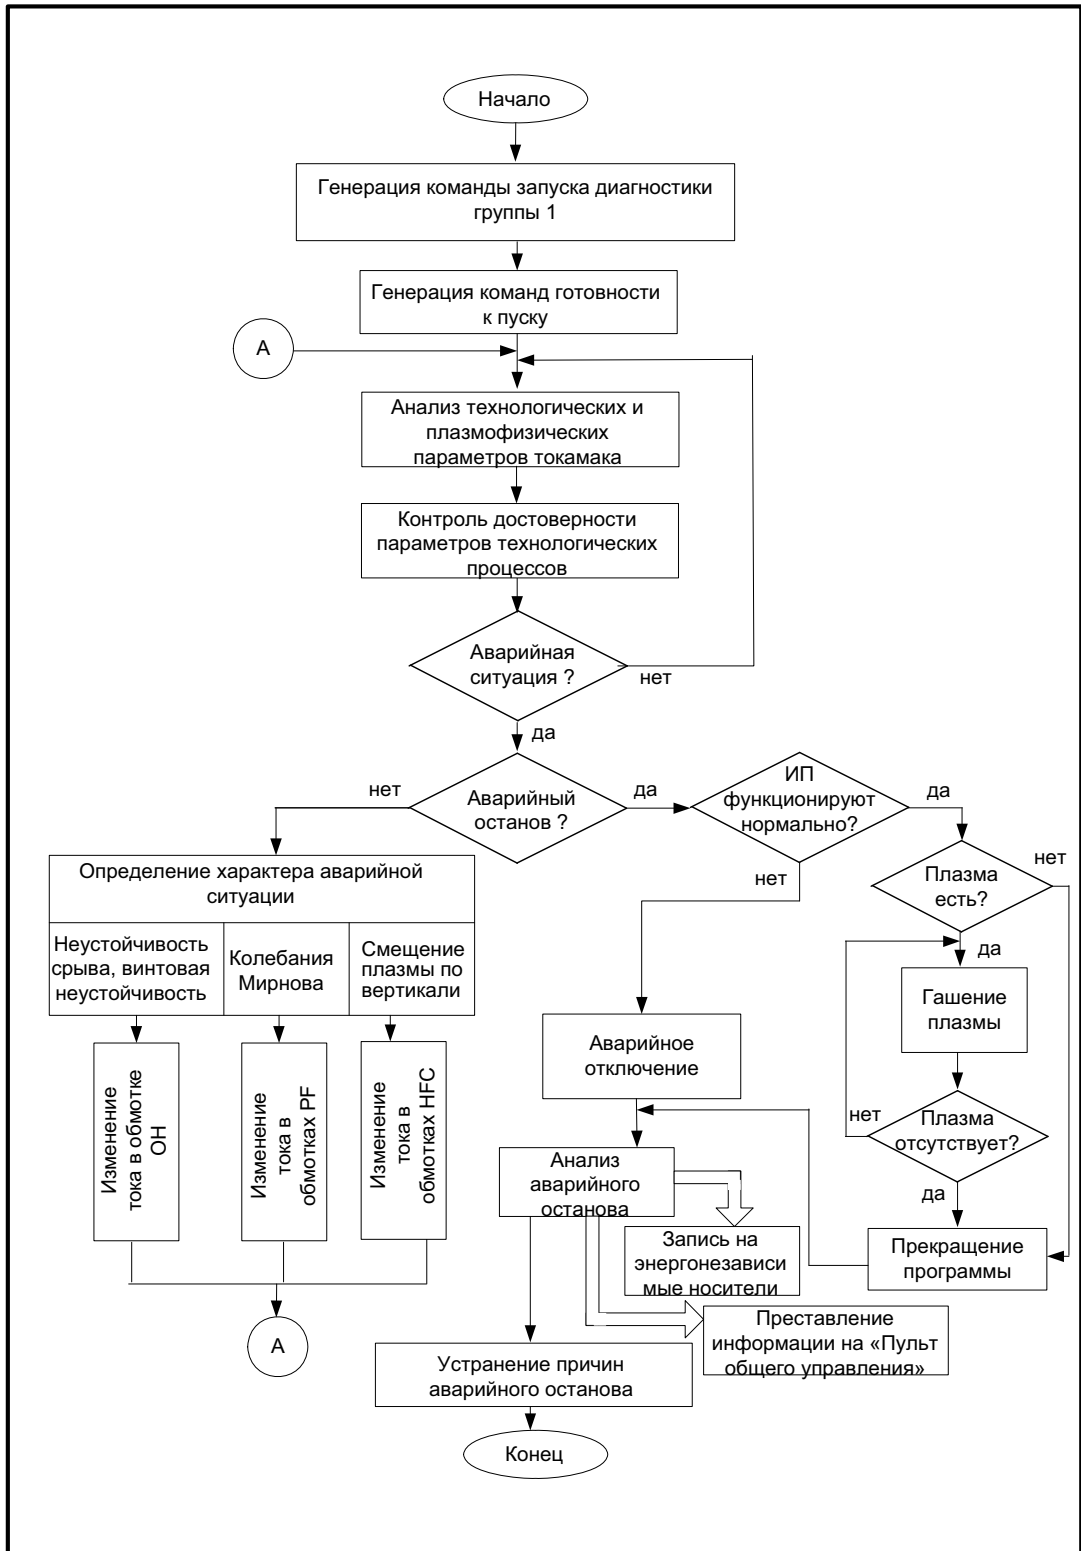 Начало
Генерация команды запуска диагностики
группы 1
Генерация команд готовности
к пуску
А
Анализ технологических и
плазмофизических
параметров токамака
Контроль достоверности
параметров технологических
процессов
Аварийная
ситуация ?
нет
да
Аварийный
останов ?
нет
да
ИП
функционируют
нормально?
да
нет
Плазма
есть?
нет
да
Определение характера аварийной
ситуации
Неустойчивость
срыва, винтовая
неустойчивость
Колебания
Мирнова
Смещение
плазмы по
вертикали
Гашение
плазмы
Аварийное
отключение
Изменение
тока в обмотке
ОН
Изменение
тока в
обмотках PF
Изменение
тока в
обмотках HFC
нет
Плазма
отсутствует?
да
Анализ
аварийного
останова
Запись на
энергонезависи
мые носители
Прекращение
программы
Преставление
информации на «Пульт
общего управления»
А
Устранение причин
аварийного останова
Конец